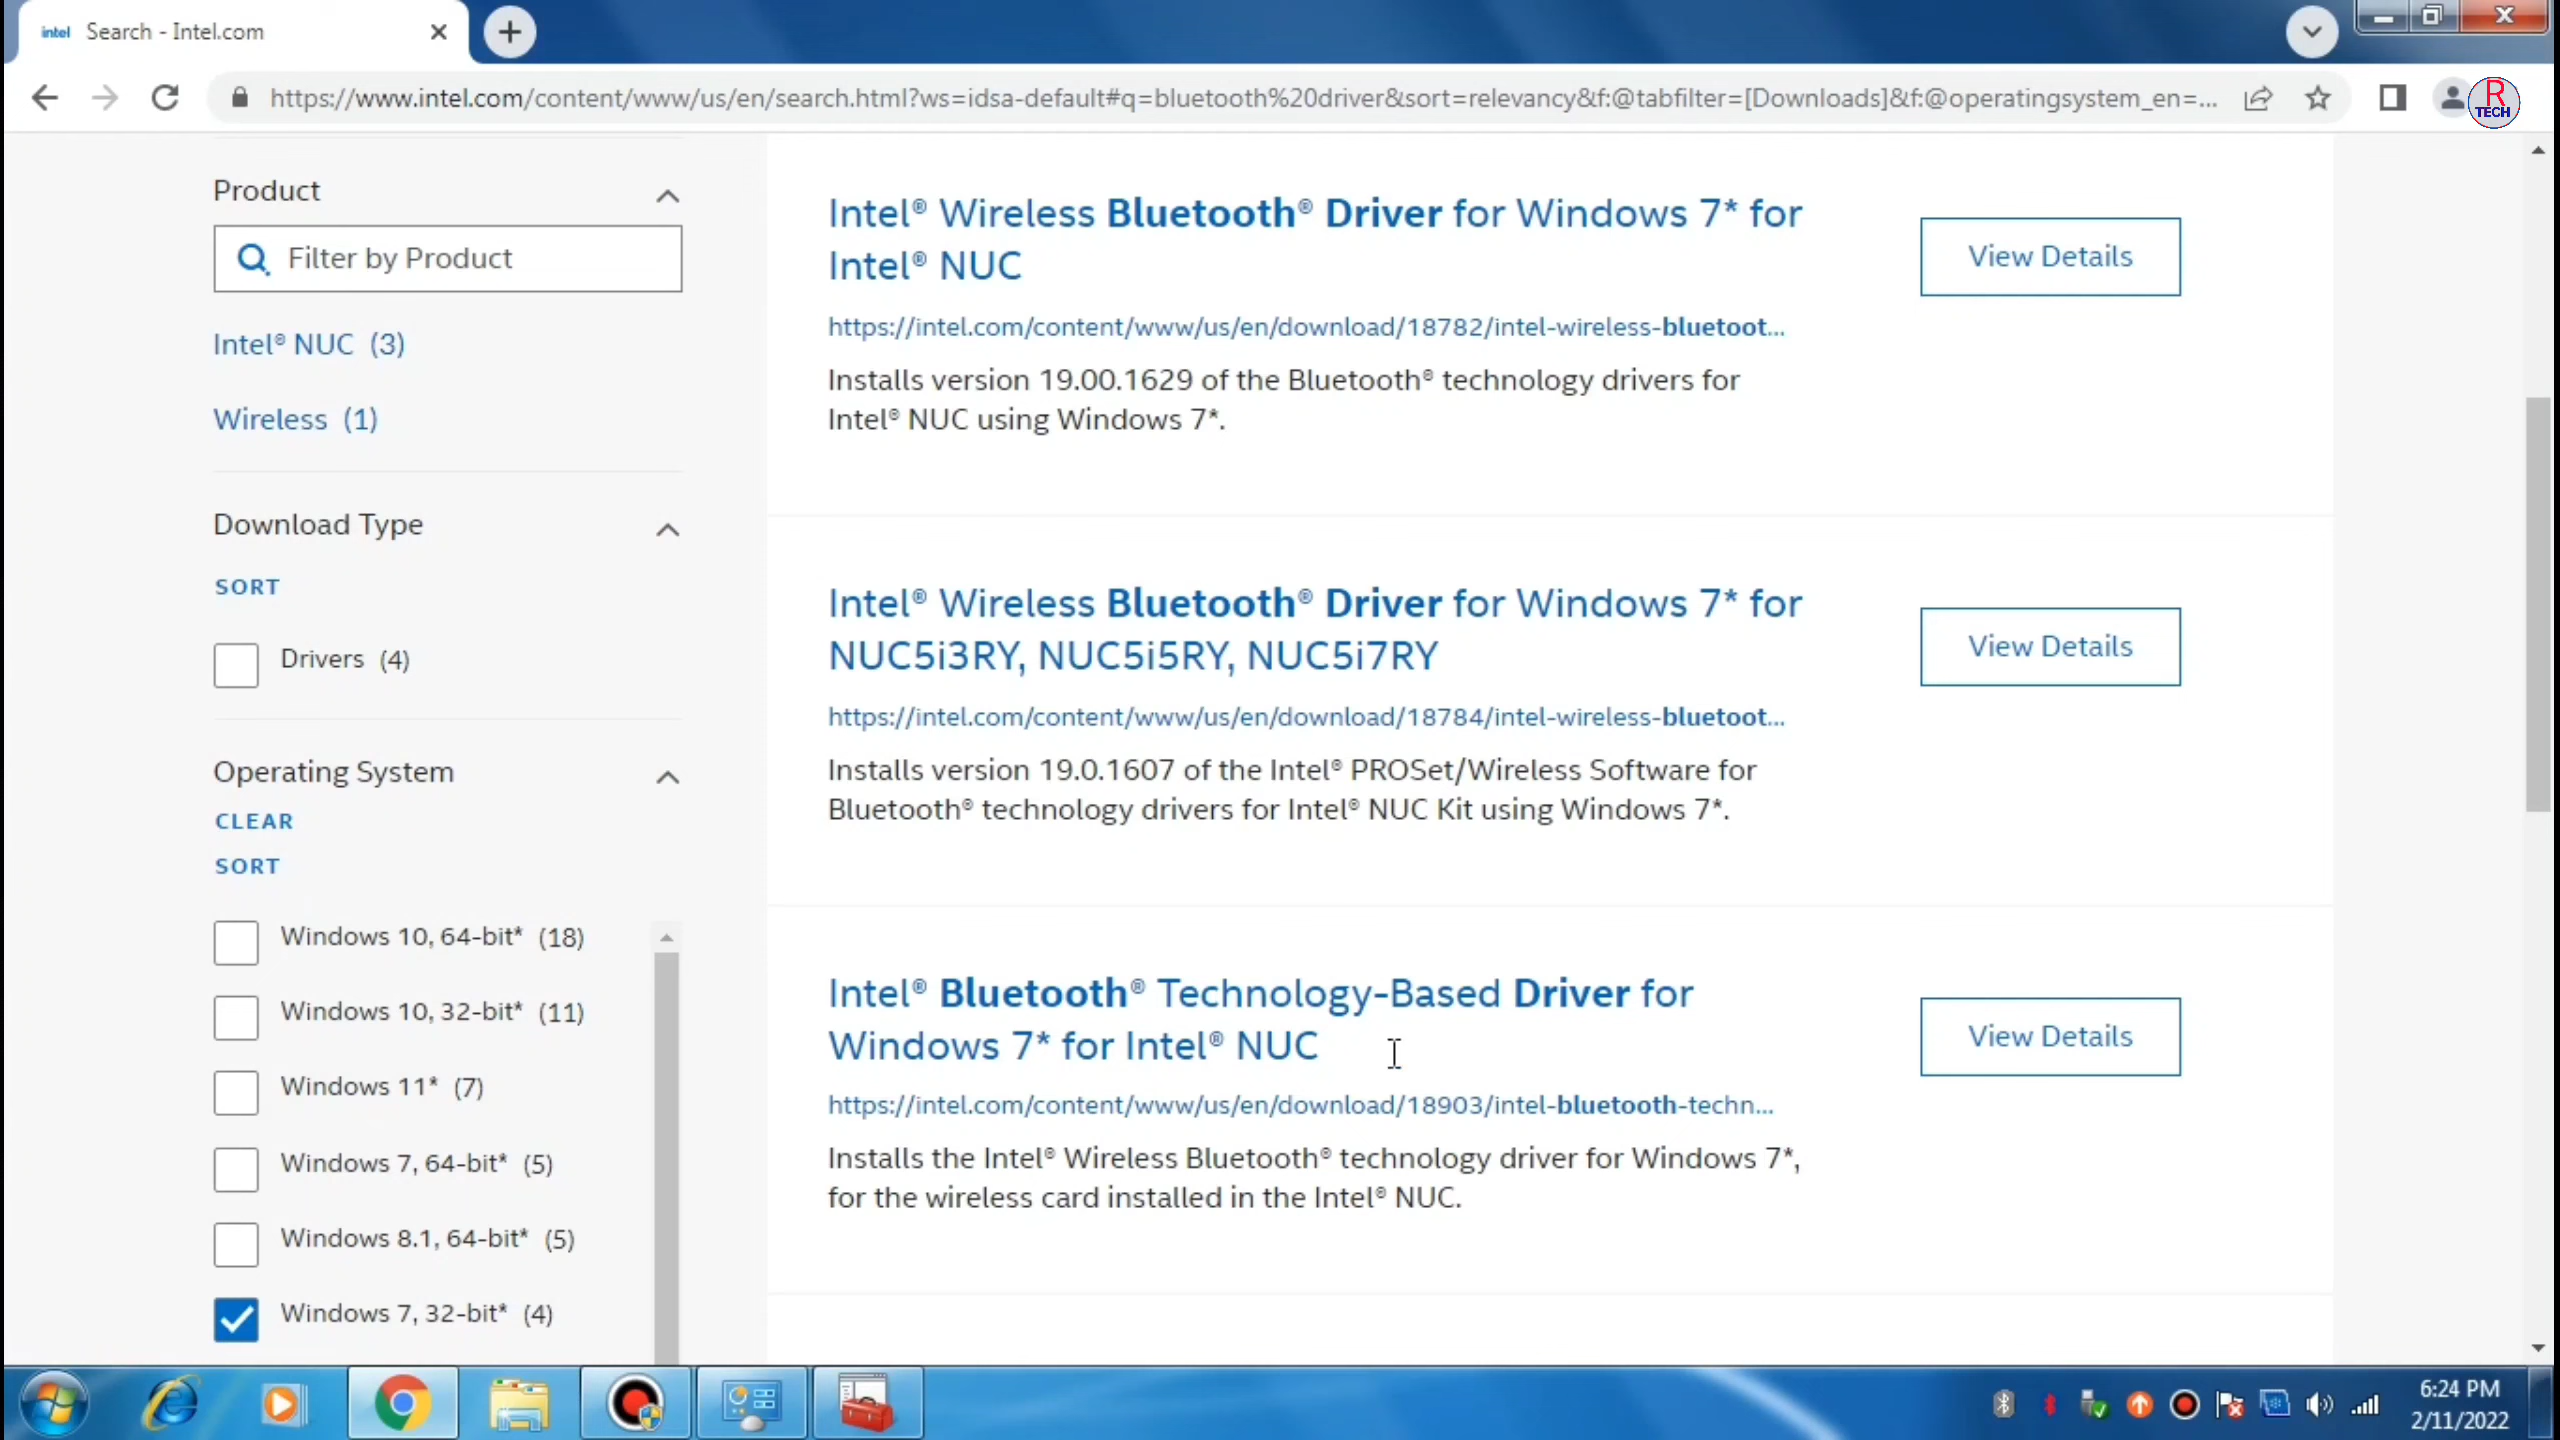 intel Search - Intel.com
https://www.intel.com/content/www/us/en/search.html?ws=idsa-default#q=bluetooth%20driver&sort=relevancy&f:@tabfilter=[Downloads]&f:@operatingsystem_en=...
R
TECH
Product
Filter by Product
Intel® NUC (3)
Wireless (1)
Download Type
SORT
Drivers (4)
Operating System
CLEAR
SORT
Windows 10, 64-bit* (18)
Windows 10, 32-bit* (11)
Windows 11* (7)
Windows 7, 64-bit* (5)
Windows 8.1, 64-bit* (5)
Windows 7, 32-bit* (4)
Intel® Wireless Bluetooth® Driver for Windows 7* for
Intel® NUC
View Details
https://intel.com/content/www/us/en/download/18782/intel-wireless-bluetoot...
Installs version 19.00.1629 of the Bluetooth® technology drivers for
Intel® NUC using Windows 7*.
Intel® Wireless Bluetooth® Driver for Windows 7* for
NUC5i3RY, NUC5i5RY, NUC5i7RY
View Details
https://intel.com/content/www/us/en/download/18784/intel-wireless-bluetoot...
Installs version 19.0.1607 of the Intel® PROSet/Wireless Software for
Bluetooth® technology drivers for Intel® NUC Kit using Windows 7*.
Intel® Bluetooth® Technology-Based Driver for
Windows 7* for Intel® NUC
View Details
https://intel.com/content/www/us/en/download/18903/intel-bluetooth-techn...
Installs the Intel® Wireless Bluetooth® technology driver for Windows 7*,
for the wireless card installed in the Intel® NUC.
6:24 PM
2/11/2022